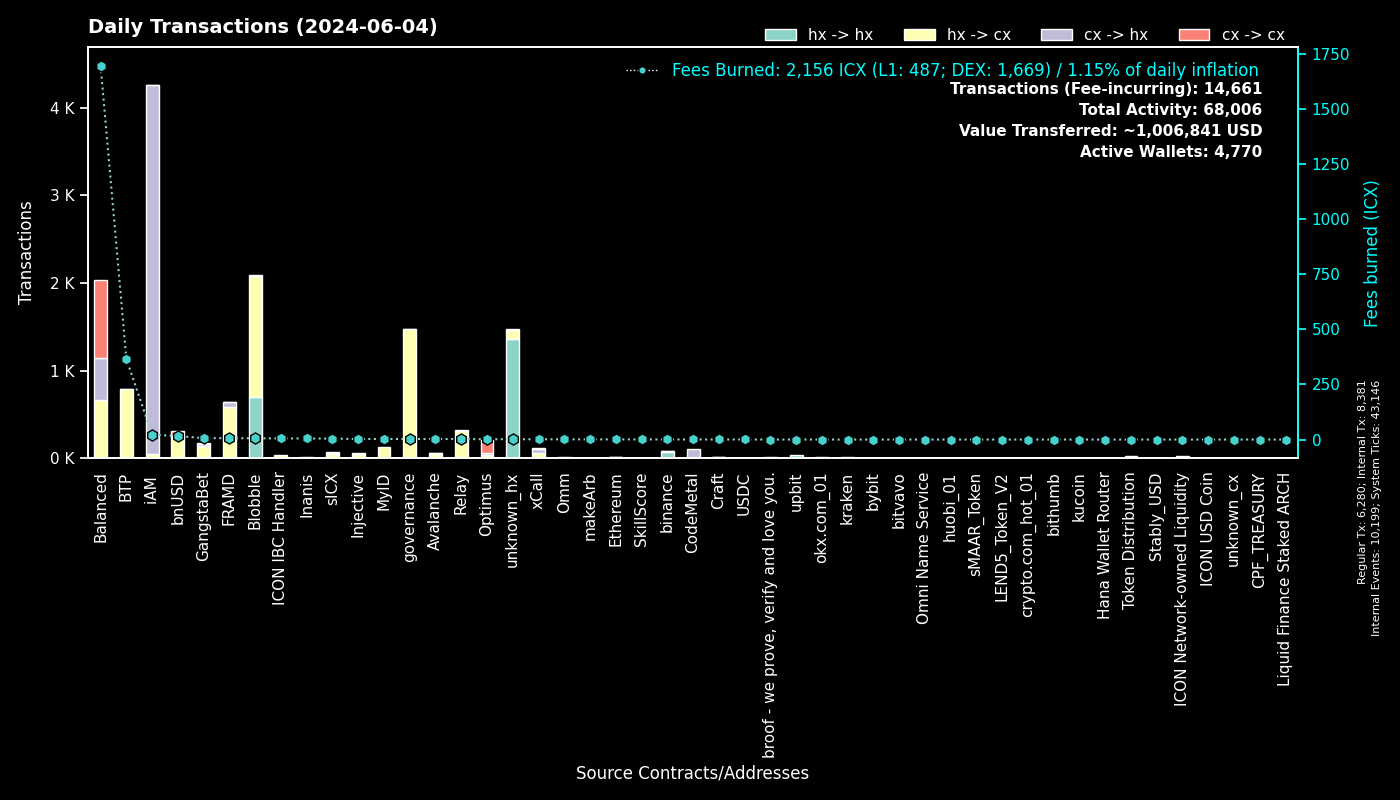 Daily Transactions (2024-06-04)
hx -> hx
hx -> cx
cx -> hx
cx -> cx
Fees Burned: 2,156 ICX (L1: 487; DEX: 1,669) / 1.15% of daily inflation
Transactions (Fee-incurring): 14,661
Total Activity: 68,006
Value Transferred: ~1,006,841 USD
Active Wallets: 4,770
Transactions
4 K
3 K
2 K
1 K
0 K
1750
1500
1250
1000
750
500
250
0
Fees burned (ICX)
Regular Tx: 6,280; Internal Tx: 8,381
Internal Events: 10,199; System Ticks: 43,146
Balanced
BTP
iAM
bnUSD
GangstaBet
FRAMD
Blobble
ICON IBC Handler
Inanis
sICX
Injective
MyID
governance
Avalanche
Relay
Optimus
unknown_hx
xCall
Omm
makeArb
Ethereum
SkillScore
binance
CodeMetal
Craft
USDC
broof - we prove, verify and love you.
upbit
okx.com_01
kraken
bybit
bitvavo
Omni Name Service
huobi_01
sMAAR_Token
LEND5_Token_V2
crypto.com_hot_01
bithumb
kucoin
Hana Wallet Router
Token Distribution
Stably_USD
ICON Network-owned Liquidity
ICON USD Coin
unknown_cx
CPF_TREASURY
Liquid Finance Staked ARCH
Source Contracts/Addresses